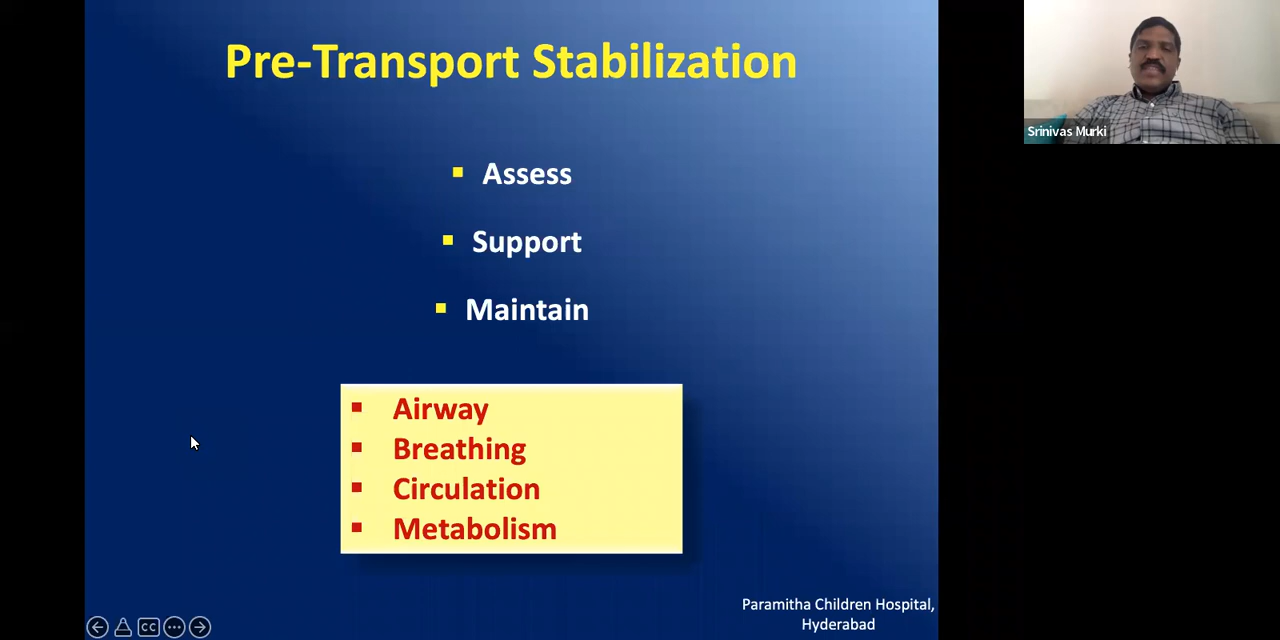 Pre-Transport Stabilization
Assess
Support
Maintain
Airway
Breathing
Circulation
Metabolism
Paramitha Children Hospital,
Hyderabad
Srinivas Murki
CC